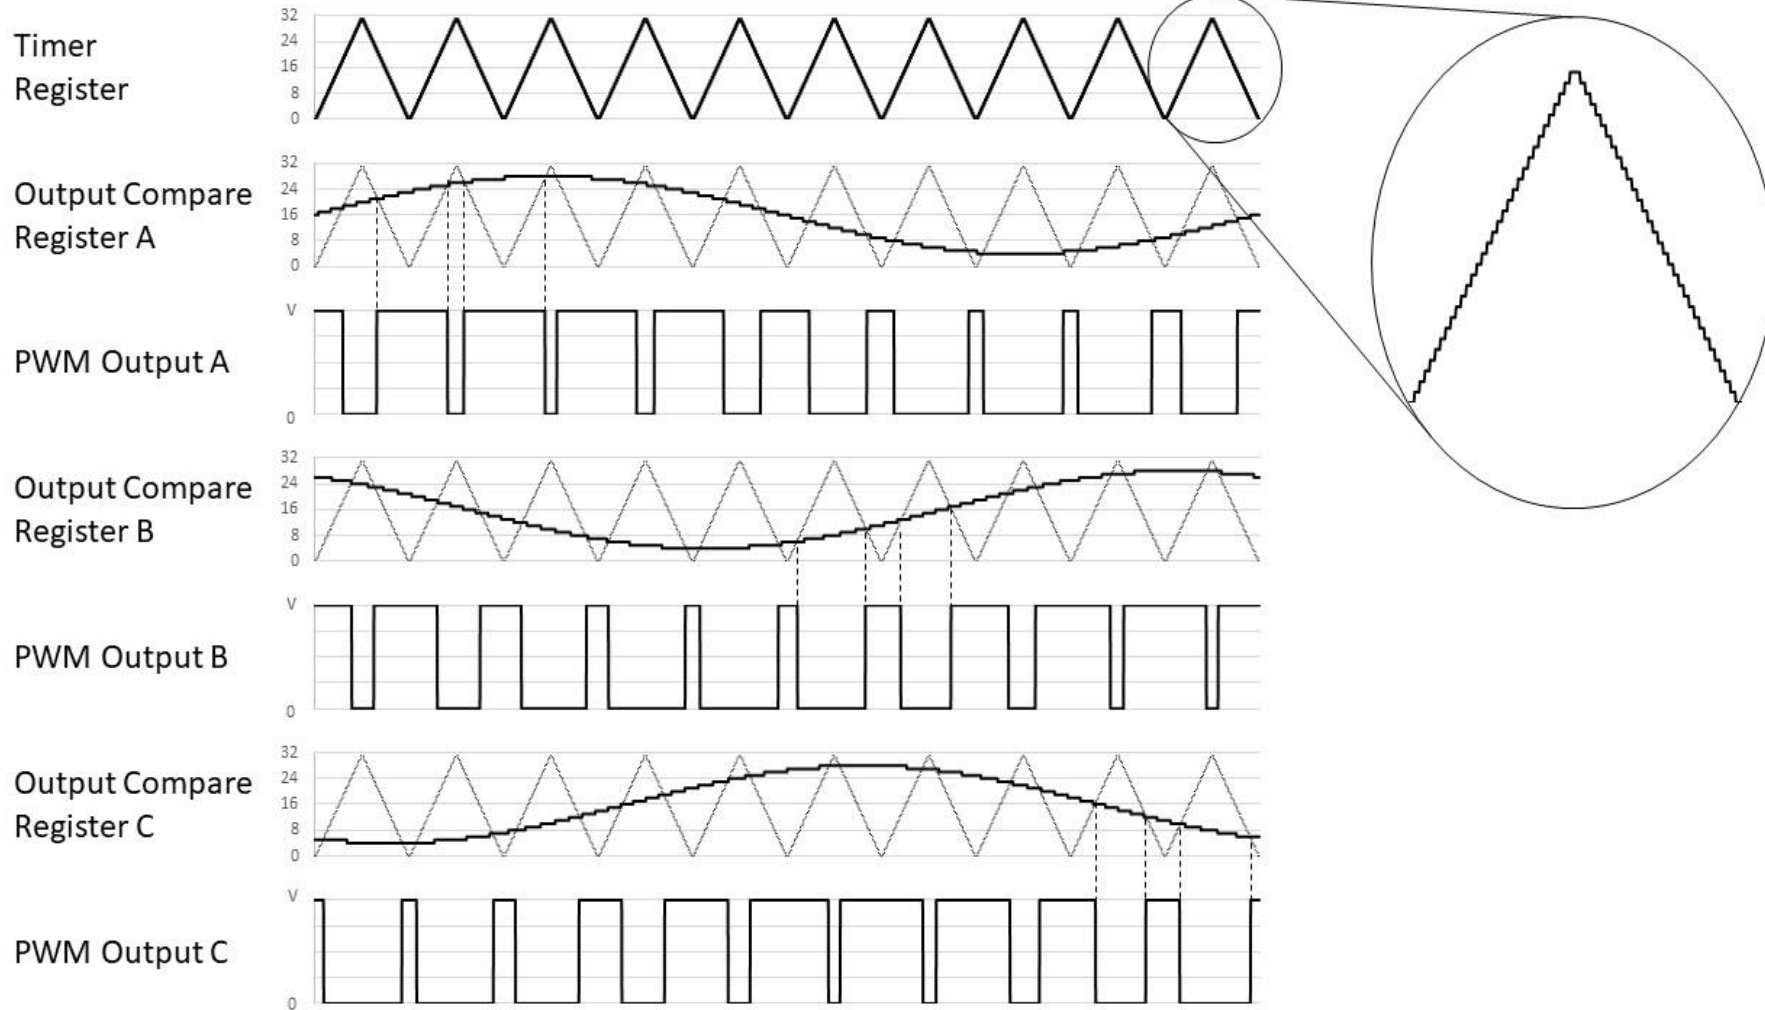 Timer
Register
32
24
16
8
0
Output Compare
Register A
32
24
16
8
0
PWM Output A
V
0
Output Compare
Register B
32
24
16
8
0
PWM Output B
V
0
Output Compare
Register C
32
24
16
8
0
PWM Output C
V
0